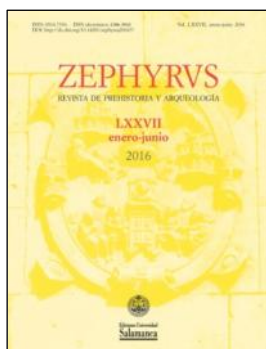 ZEPHYRVS
REVISTA DE PREHISTORIA Y ARQUEOLOGÍA
LXXVII
enero-junio
2016
Ediciones Universidad
Salamanca